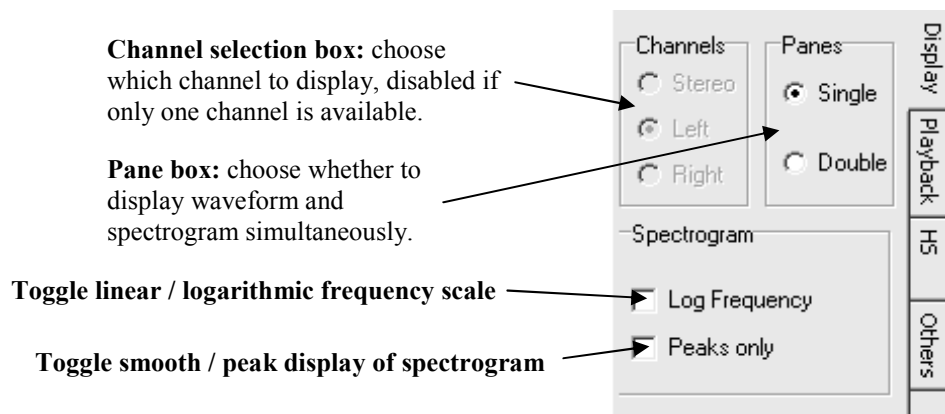 Channel selection box: choose
which channel to display, disabled if
only one channel is available.
Pane box: choose whether to
display waveform and
spectrogram simultaneously.
Toggle linear / logarithmic frequency scale
Toggle smooth / peak display of spectrogram
Channels
Stereo
Left
Right
Panes
Single
Double
Spectrogram
Log Frequency
Peaks only
Display
Playback
HS
Others